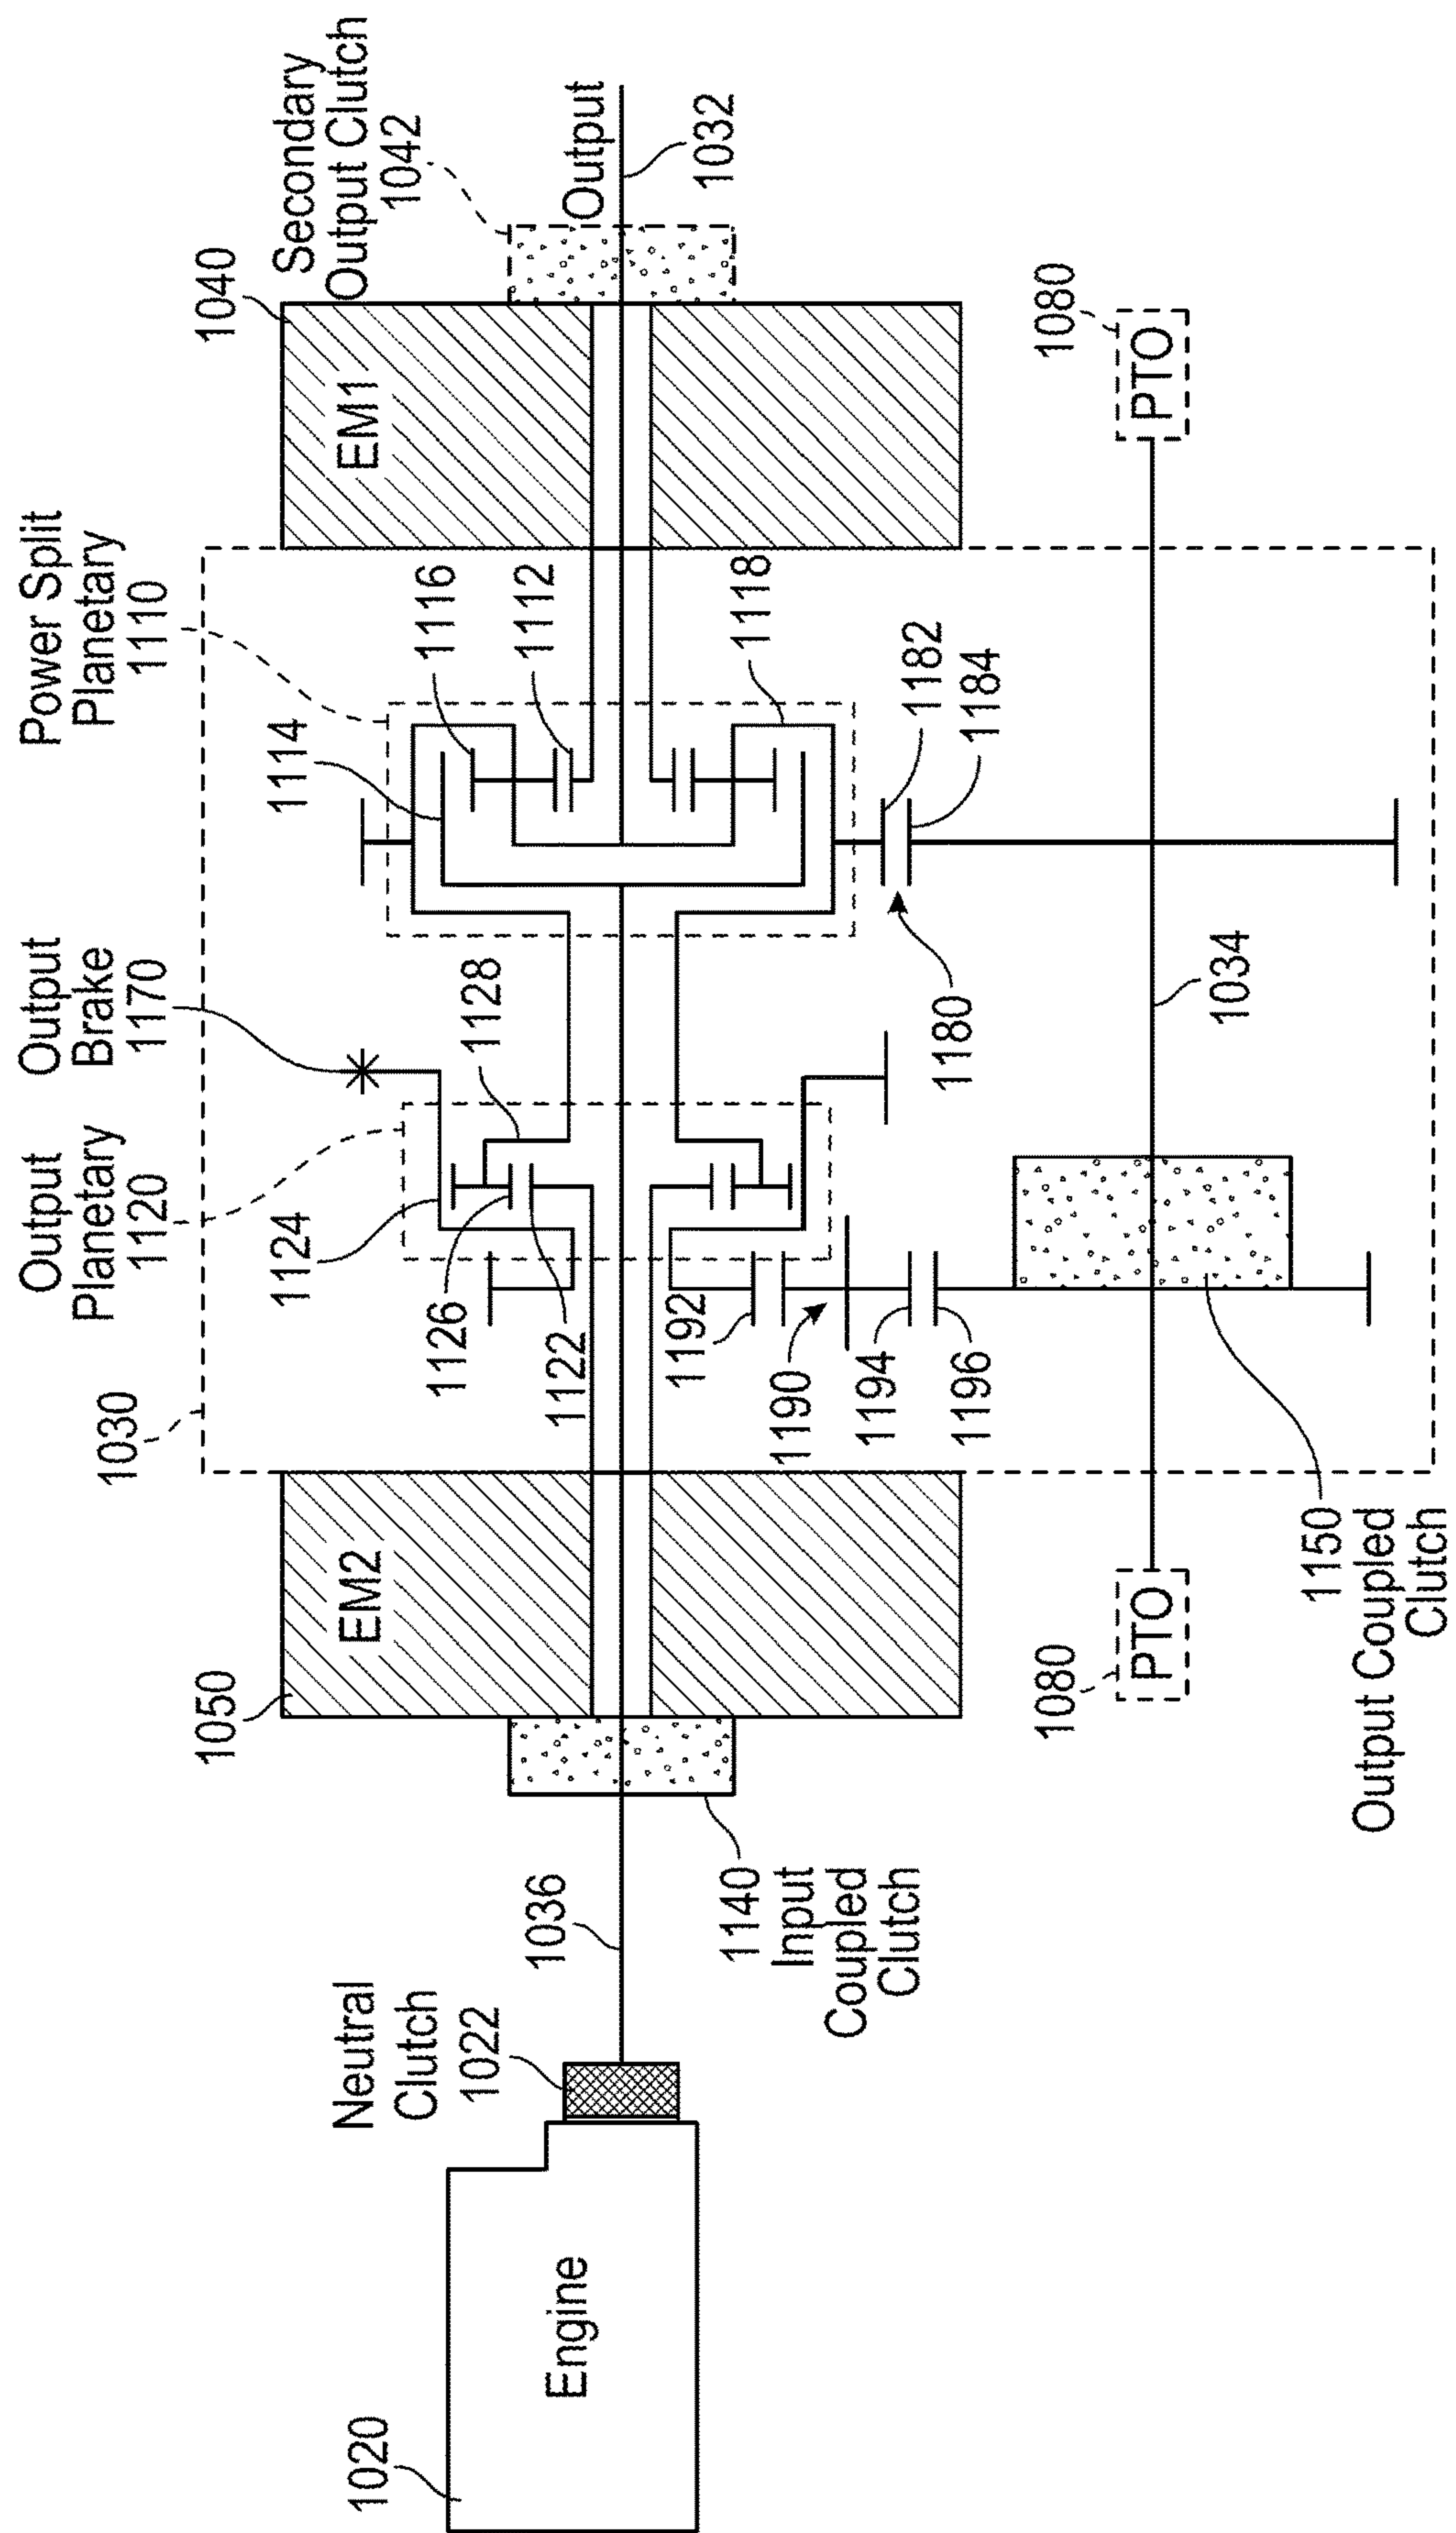 Secondary
Output Clutch
1042
Output
1032
1040
EM1
1080
PTO
Power Split
Planetary
1110
1116
1112
1118
1114
1182
1184
Output
Brake
1170
1128
1180
1034
Output
Planetary
1120
1124
1126
1122
1192
1190
1194
1196
1030
EM2
1050
1080
PTO
1150
Output Coupled
Clutch
1036
1140
Input
Coupled
Clutch
Neutral
Clutch
1022
Engine
1020